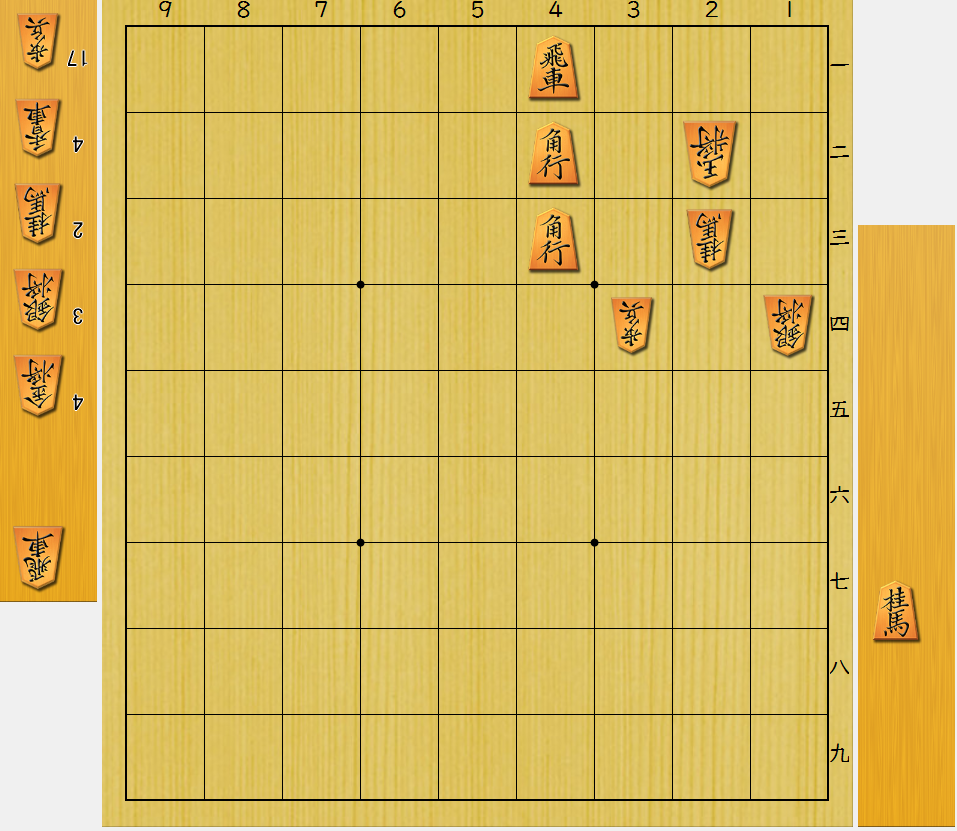 9 8 7 6 5 4 3 2 1
歩兵 17
飛車 一
香車 4
角行 玉将 二
桂馬 2
角行 桂馬 三
銀将 3
歩兵 銀将 四
金将 4
五
六
飛車
桂馬 七
八
九